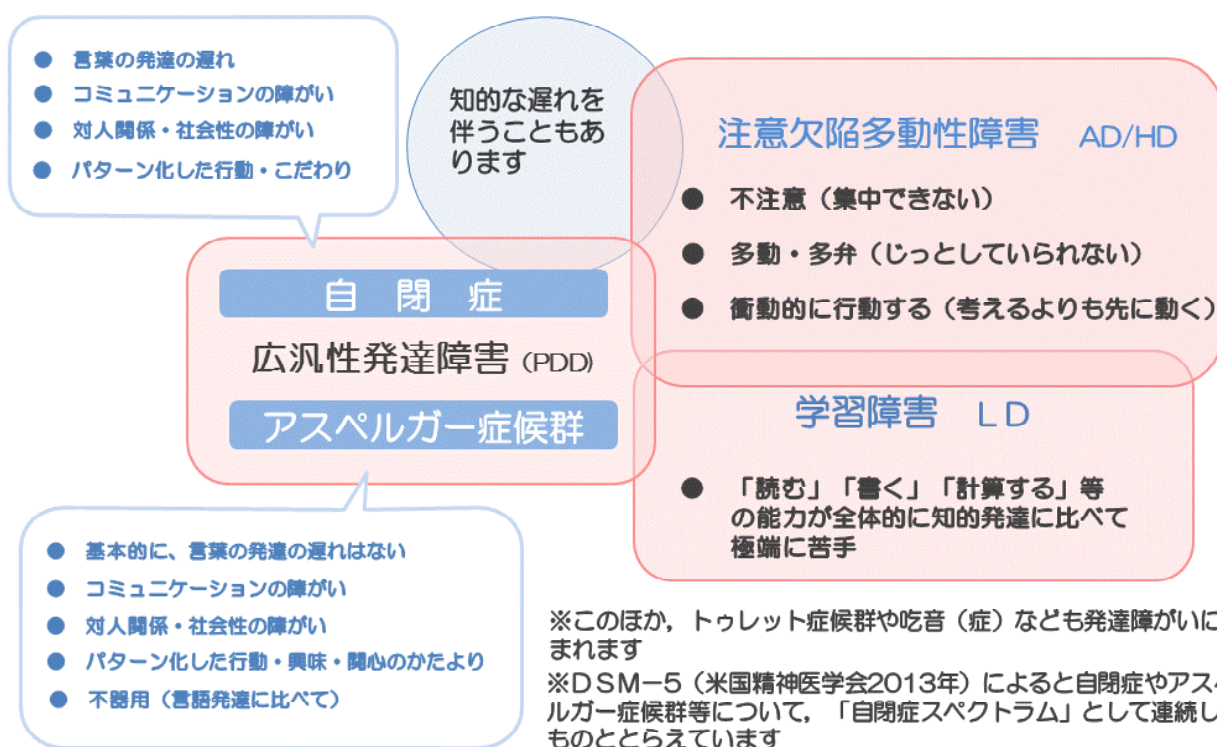 ● 言葉の発達の遅れ
● コミュニケーションの障がい
● 対人関係・社会性の障がい
● パターン化した行動・こだわり
知的な遅れを
伴うこともあ
ります
注意欠陥多動性障害 AD/HD
● 不注意（集中できない）
● 多動・多弁（じっとしていられない）
● 衝動的に行動する（考えるよりも先に動く）
自 閉 症
広汎性発達障害 (PDD)
アスペルガー症候群
学習障害 LD
● 「読む」「書く」「計算する」等
の能力が全体的に知的発達に比べて
極端に苦手
● 基本的に、言葉の発達の遅れはない
● コミュニケーションの障がい
● 対人関係・社会性の障がい
● パターン化した行動・興味・関心のかたより
● 不器用（言語発達に比べて）
※このほか，トゥレット症候群や吃音（症）なども発達障がいに
まれます
※DSM－5（米国精神医学会2013年）によると自閉症やアスペ
ルガー症候群等について，「自閉症スペクトラム」として連続し
ものととらえています